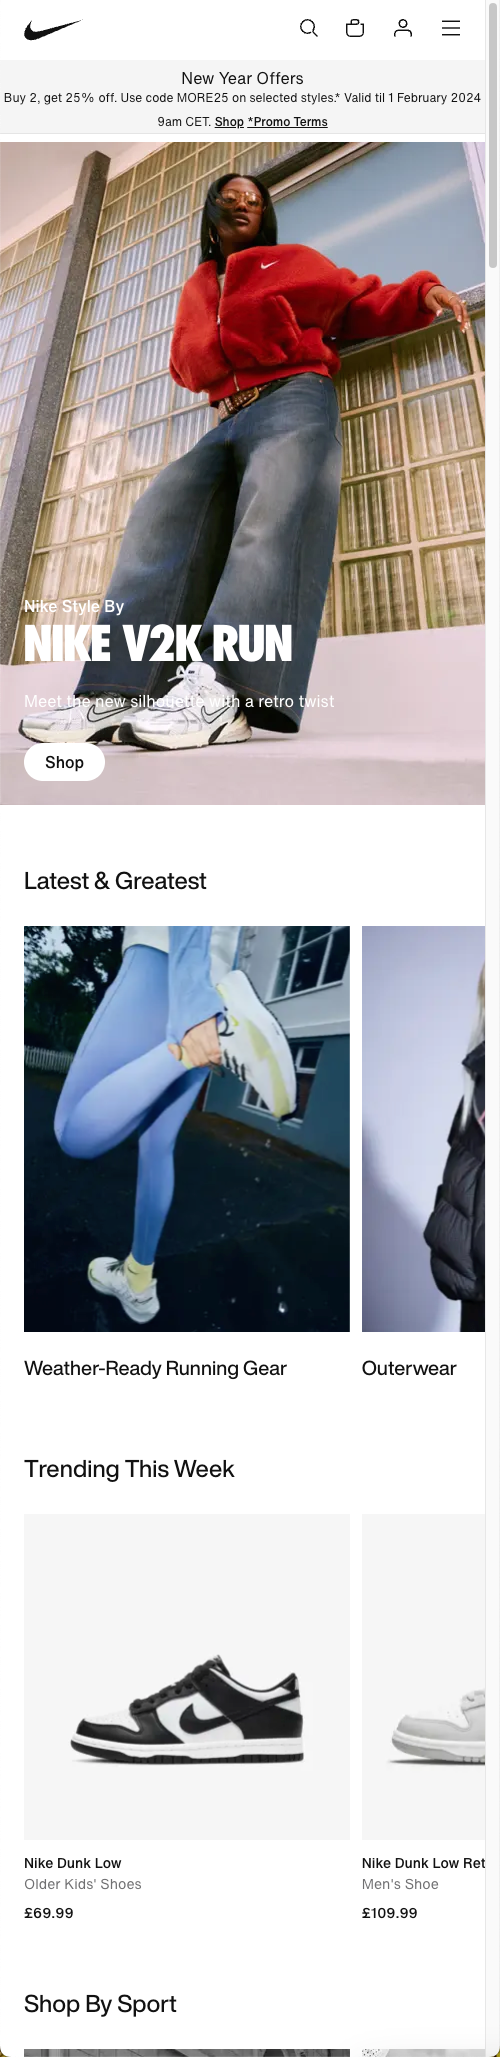 New Year Offers
Buy 2, get 25% off. Use code MORE25 on selected styles.* Valid til 1 February 2024
9am CET. Shop *Promo Terms
Nike Style By
NIKE V2K RUN
Meet the new silhouette with a retro twist
Shop
Latest & Greatest
Weather-Ready Running Gear
Outerwear
Trending This Week
Nike Dunk Low
Older Kids' Shoes
£69.99
Nike Dunk Low Ret
Men's Shoe
£109.99
Shop By Sport